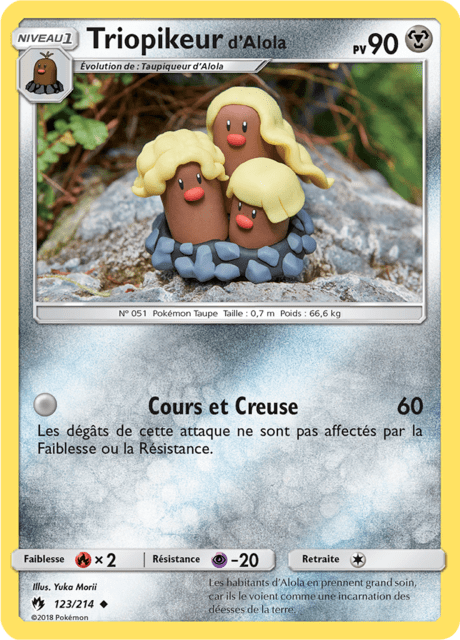 NIVEAU 1
Triopikeur d'Alola
PV 90
Évolution de : Taupiqueur d'Alola
N° 051 Pokémon Taupe Taille : 0,7 m Poids : 66,6 kg
Cours et Creuse 60
Les dégâts de cette attaque ne sont pas affectés par la
Faiblesse ou la Résistance.
Faiblesse ×2 Résistance -20 Retraite
Illus. Yuka Morii
123/214
©2018 Pokémon
Les habitants d'Alola en prennent grand soin,
car ils le voient comme une incarnation des
déesses de la terre.